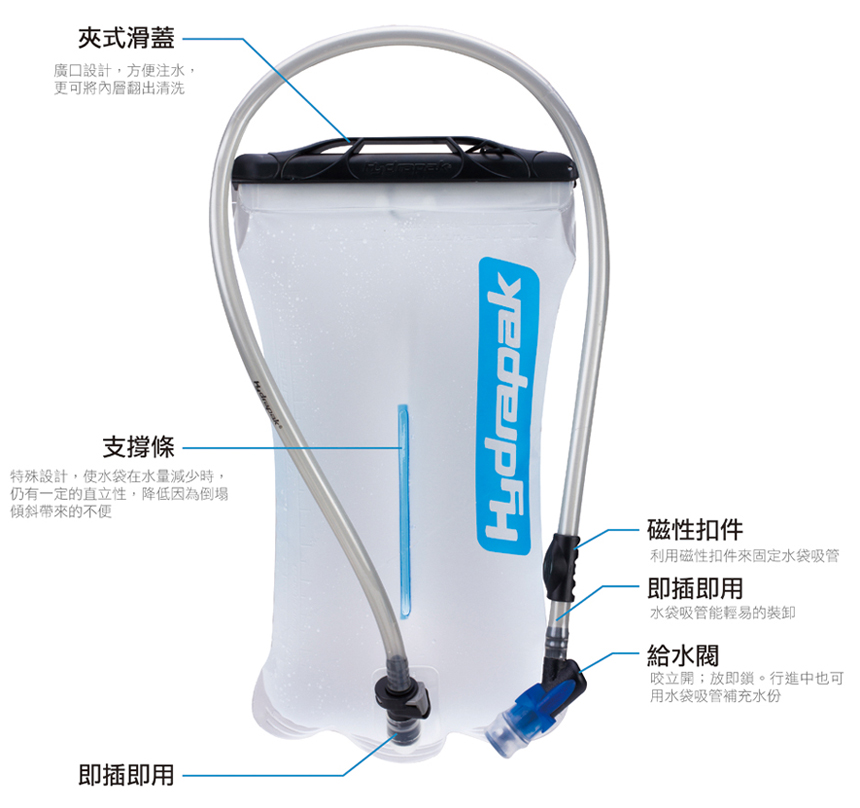 夾式滑蓋
廣口設計，方便注水，
更可將內層翻出清洗
Hydrapak
Hydrapak
Hydrapak
支撐條
特殊設計，使水袋在水量減少時，
仍有一定的直立性，降低因為倒塌
傾斜帶來的不便
磁性扣件
利用磁性扣件來固定水袋吸管
即插即用
水袋吸管能輕易的裝卸
給水閥
咬立開；放即鎖。行進中也可
用水袋吸管補充水份
即插即用